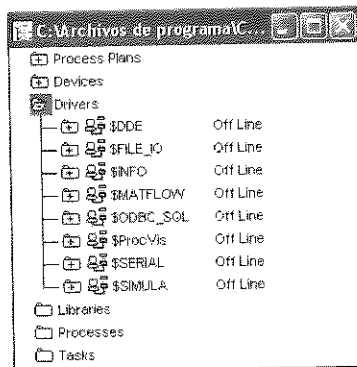 C:\Archivos de programa\C...
Process Plans
Devices
Drivers
$DDE Off Line
$FILE_IO Off Line
$INFO Off Line
$MATFLOW Off Line
$ODBC_SQL Off Line
$ProcVis Off Line
$SERIAL Off Line
$SIMULA Off Line
Libraries
Processes
Tasks